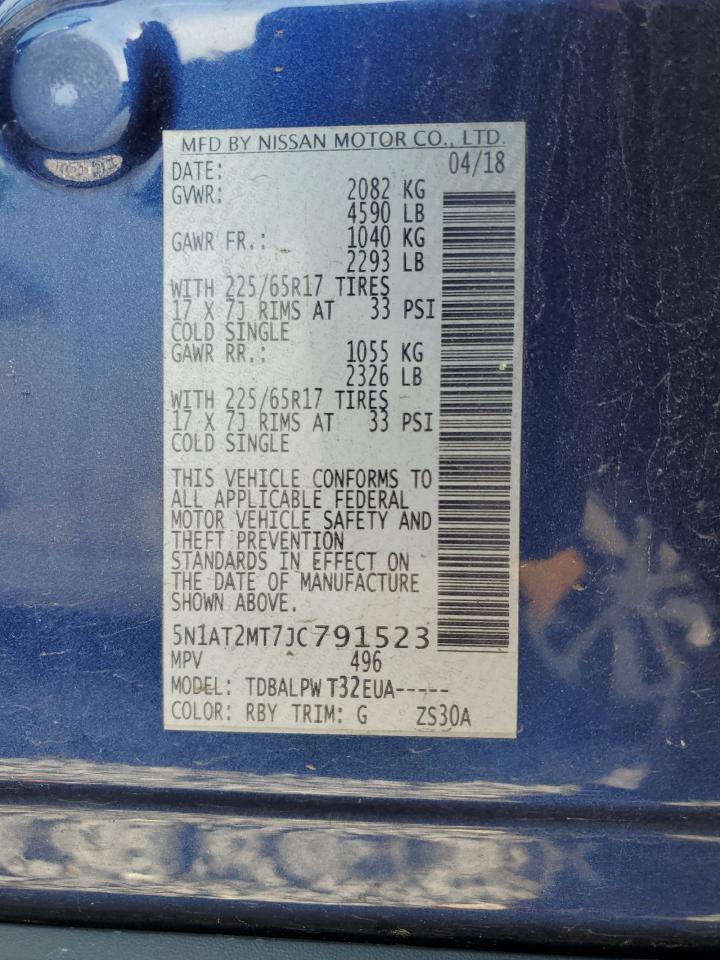 MFD BY NISSAN MOTOR CO., LTD.
DATE: 04/18
GVWR: 2082 KG
4590 LB
GAWR FR.: 1040 KG
2293 LB
WITH 225/65R17 TIRES
17 X 7J RIMS AT 33 PSI
COLD SINGLE
GAWR RR.: 1055 KG
2326 LB
WITH 225/65R17 TIRES
17 X 7J RIMS AT 33 PSI
COLD SINGLE
THIS VEHICLE CONFORMS TO
ALL APPLICABLE FEDERAL
MOTOR VEHICLE SAFETY AND
THEFT PREVENTION
STANDARDS IN EFFECT ON
THE DATE OF MANUFACTURE
SHOWN ABOVE.
5N1AT2MT7JC791523
MPV 496
MODEL: TDBALPW T32EUA-----
COLOR: RBY TRIM: G ZS30A